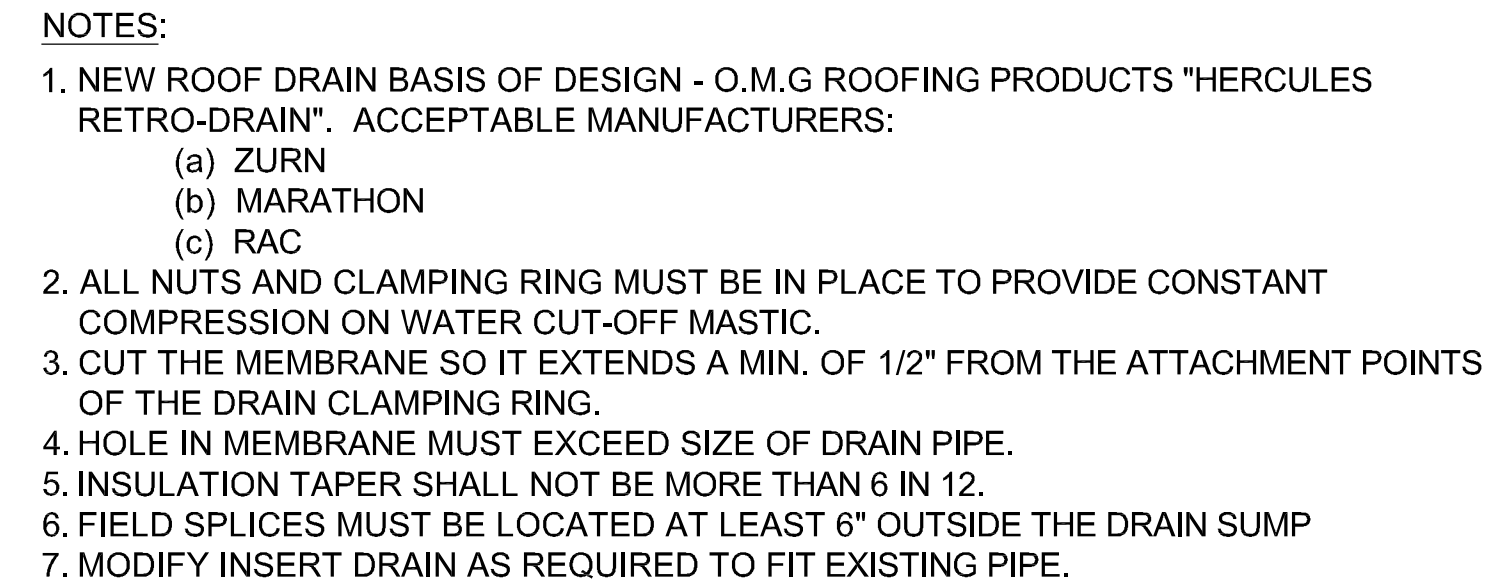 NOTES:
1. NEW ROOF DRAIN BASIS OF DESIGN - O.M.G ROOFING PRODUCTS "HERCULES
RETRO-DRAIN". ACCEPTABLE MANUFACTURERS:
(a) ZURN
(b) MARATHON
(c) RAC
2. ALL NUTS AND CLAMPING RING MUST BE IN PLACE TO PROVIDE CONSTANT
COMPRESSION ON WATER CUT-OFF MASTIC.
3. CUT THE MEMBRANE SO IT EXTENDS A MIN. OF 1/2" FROM THE ATTACHMENT POINTS
OF THE DRAIN CLAMPING RING.
4. HOLE IN MEMBRANE MUST EXCEED SIZE OF DRAIN PIPE.
5. INSULATION TAPER SHALL NOT BE MORE THAN 6 IN 12.
6. FIELD SPLICES MUST BE LOCATED AT LEAST 6" OUTSIDE THE DRAIN SUMP
7. MODIFY INSERT DRAIN AS REQUIRED TO FIT EXISTING PIPE.